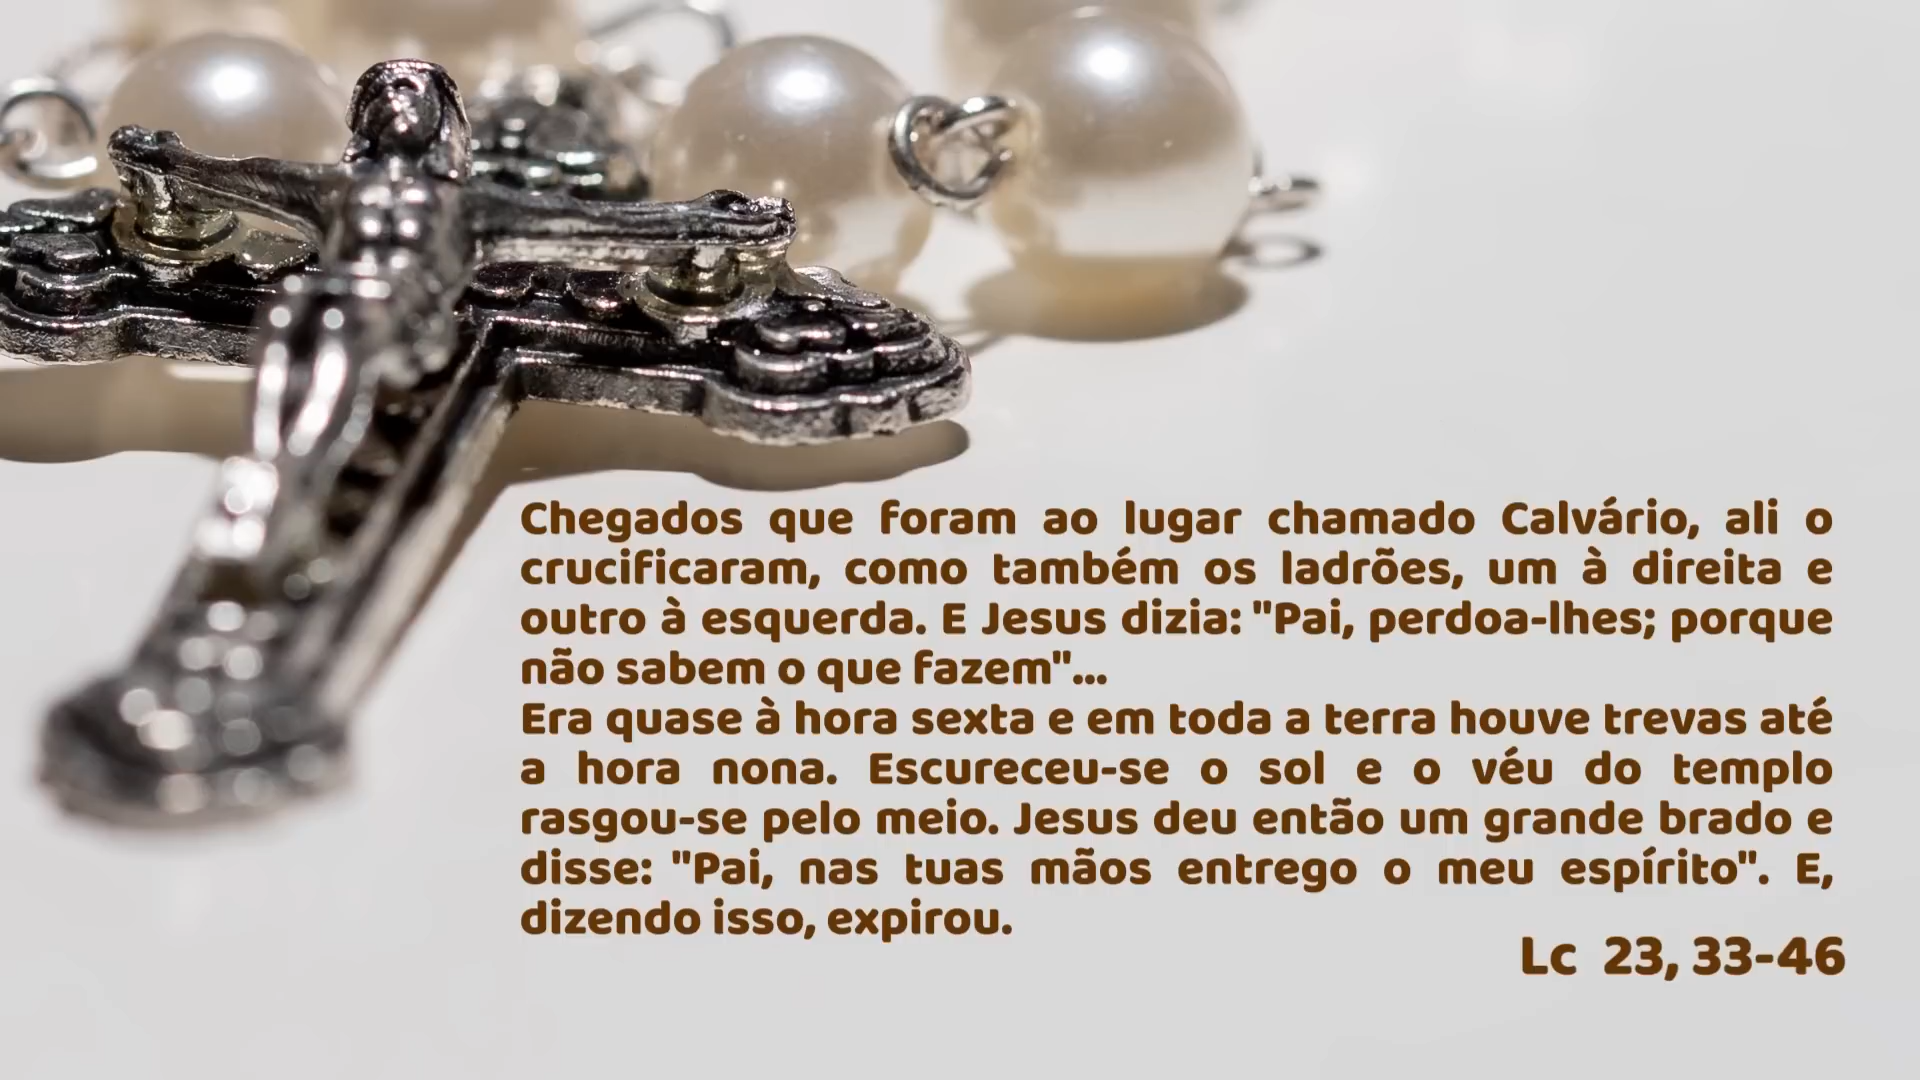 Chegados que foram ao lugar chamado Calvário, ali o
crucificaram, como também os ladrões, um à direita e
outro à esquerda. E Jesus dizia: "Pai, perdoa-lhes; porque
não sabem o que fazem"...
Era quase à hora sexta e em toda a terra houve trevas até
a hora nona. Escureceu-se o sol e o véu do templo
rasgou-se pelo meio. Jesus deu então um grande brado e
disse: "Pai, nas tuas mãos entrego o meu espírito". E,
dizendo isso, expirou.
Lc 23, 33-46